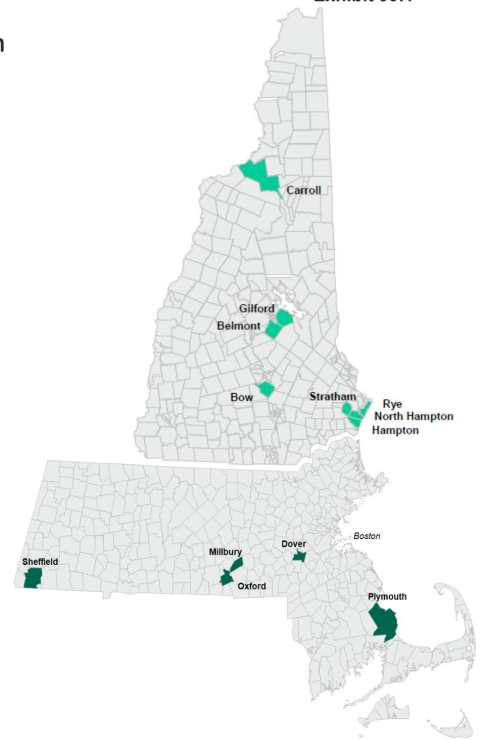 n
Carroll
Gilford
Belmont
Bow
Stratham
Rye
North Hampton
Hampton
Boston
Sheffield
Millbury
Oxford
Dover
Plymouth